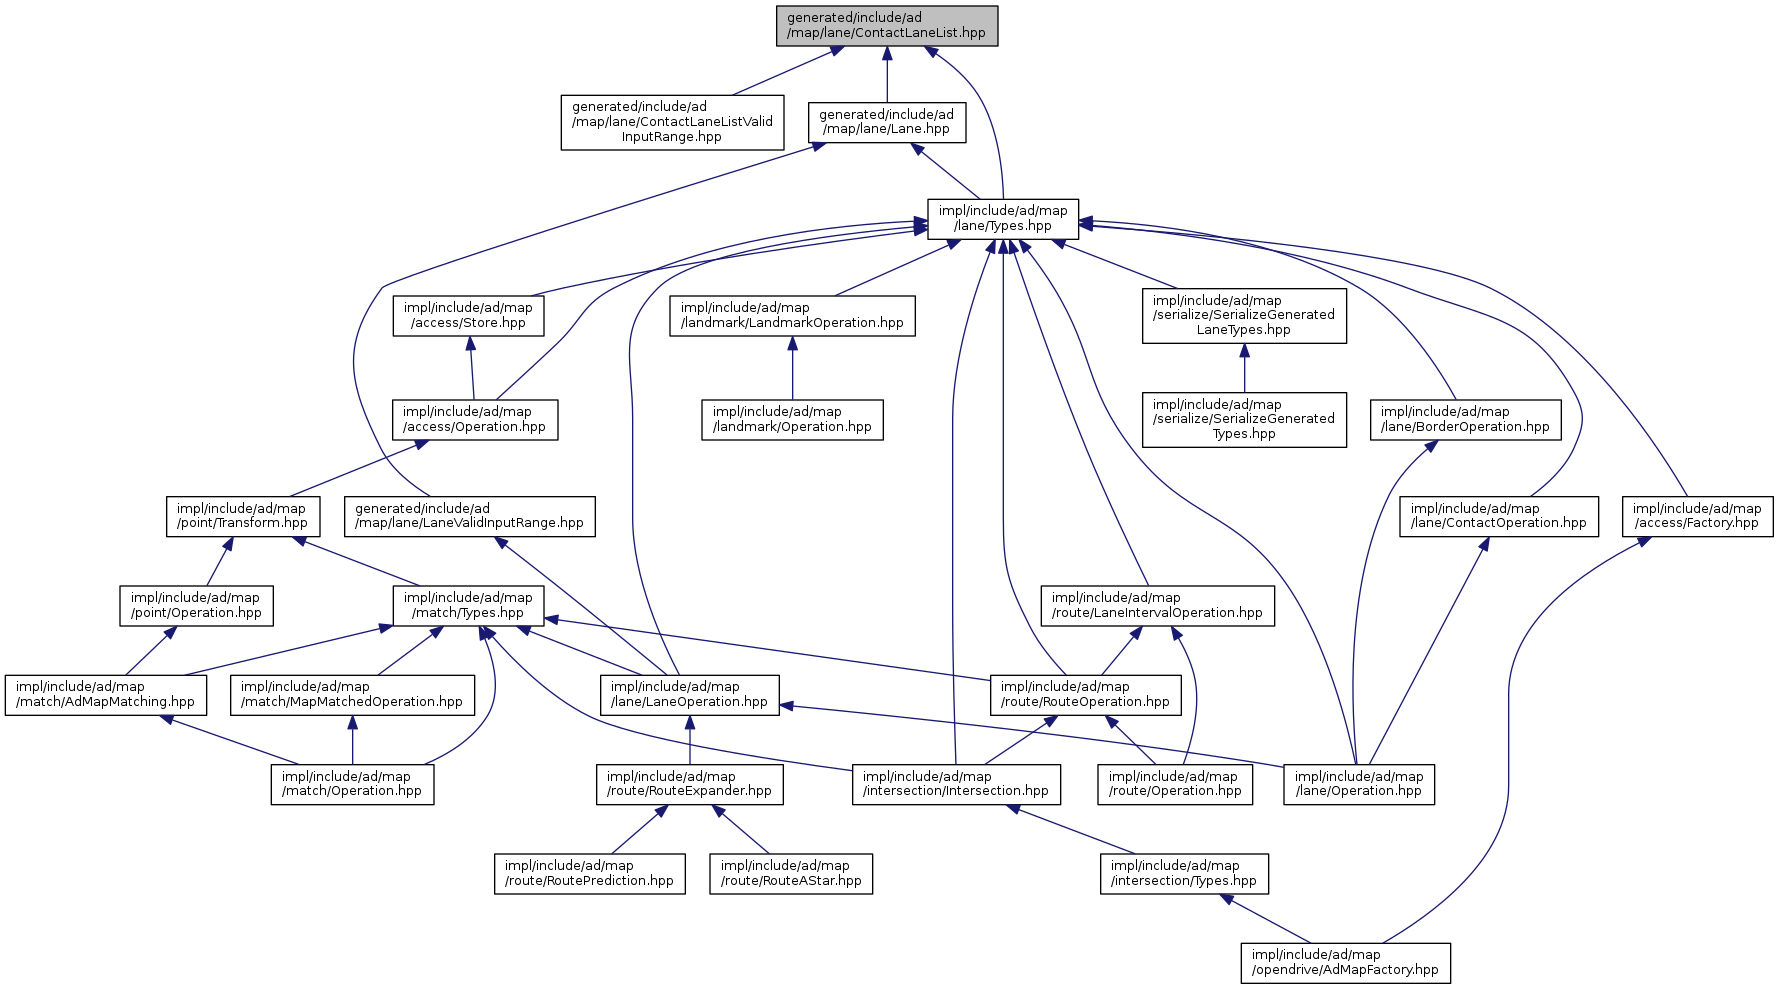 generated/include/ad
/map/lane/ContactLaneList.hpp
generated/include/ad
/map/lane/ContactLaneListValid
InputRange.hpp
generated/include/ad
/map/lane/Lane.hpp
impl/include/ad/map
/lane/Types.hpp
impl/include/ad/map
/access/Store.hpp
impl/include/ad/map
/landmark/LandmarkOperation.hpp
impl/include/ad/map
/serialize/SerializeGenerated
LaneTypes.hpp
impl/include/ad/map
/access/Operation.hpp
impl/include/ad/map
/landmark/Operation.hpp
impl/include/ad/map
/serialize/SerializeGenerated
Types.hpp
impl/include/ad/map
/lane/BorderOperation.hpp
impl/include/ad/map
/point/Transform.hpp
generated/include/ad
/map/lane/LaneValidInputRange.hpp
impl/include/ad/map
/lane/ContactOperation.hpp
impl/include/ad/map
/access/Factory.hpp
impl/include/ad/map
/point/Operation.hpp
impl/include/ad/map
/match/Types.hpp
impl/include/ad/map
/route/LaneIntervalOperation.hpp
impl/include/ad/map
/match/AdMapMatching.hpp
impl/include/ad/map
/match/MapMatchedOperation.hpp
impl/include/ad/map
/lane/LaneOperation.hpp
impl/include/ad/map
/route/RouteOperation.hpp
impl/include/ad/map
/match/Operation.hpp
impl/include/ad/map
/route/RouteExpander.hpp
impl/include/ad/map
/intersection/Intersection.hpp
impl/include/ad/map
/route/Operation.hpp
impl/include/ad/map
/lane/Operation.hpp
impl/include/ad/map
/route/RoutePrediction.hpp
impl/include/ad/map
/route/RouteAStar.hpp
impl/include/ad/map
/intersection/Types.hpp
impl/include/ad/map
/opendrive/AdMapFactory.hpp